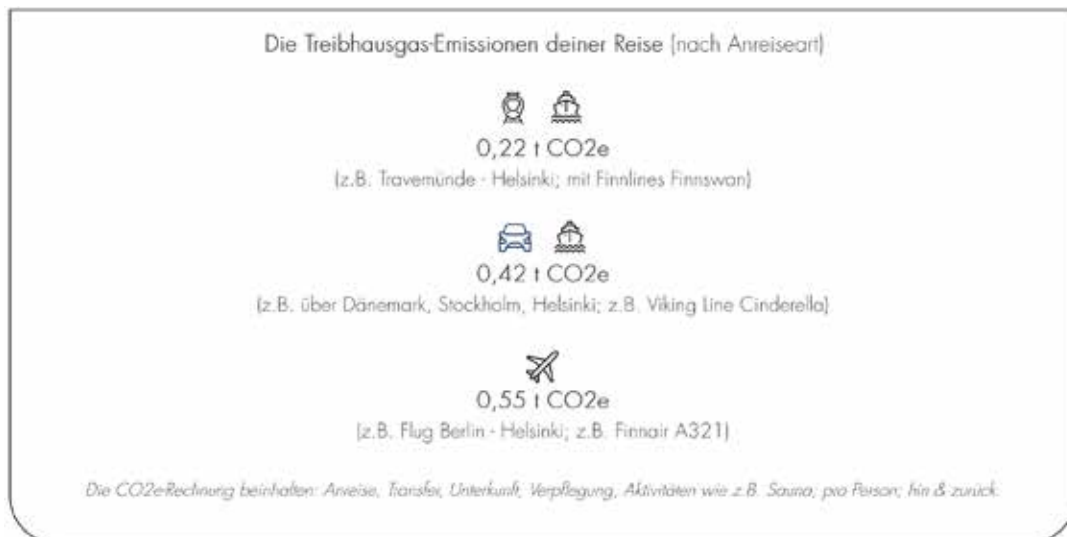 Die Treibhausgas-Emissionen deiner Reise (nach Anreiseart)
0,22 t CO2e
(z.B. Travemünde - Helsinki; mit Finnlines Finnswan)
0,42 t CO2e
(z.B. über Dänemark, Stockholm, Helsinki; z.B. Viking Line Cinderella)
0,55 t CO2e
(z.B. Flug Berlin - Helsinki; z.B. Finnair A321)
Die CO2e-Rechnung beinhalten: Anreise, Transfer, Unterkunft, Verpflegung, Aktivitäten wie z.B. Sauna; pro Person; hin & zurück.